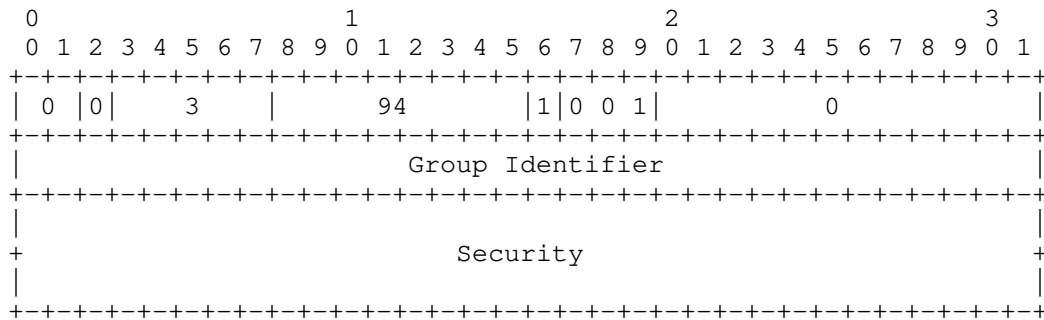 0                   1                   2                   3
 0 1 2 3 4 5 6 7 8 9 0 1 2 3 4 5 6 7 8 9 0 1 2 3 4 5 6 7 8 9 0 1
+-+-+-+-+-+-+-+-+-+-+-+-+-+-+-+-+-+-+-+-+-+-+-+-+-+-+-+-+-+-+-+-+
| 0 |0|    3    |      94       |1|0 0 1|          0            |
+-+-+-+-+-+-+-+-+-+-+-+-+-+-+-+-+-+-+-+-+-+-+-+-+-+-+-+-+-+-+-+-+
|                        Group Identifier                       |
+-+-+-+-+-+-+-+-+-+-+-+-+-+-+-+-+-+-+-+-+-+-+-+-+-+-+-+-+-+-+-+-+
|                                                               |
+                           Security                            +
|                                                               |
+-+-+-+-+-+-+-+-+-+-+-+-+-+-+-+-+-+-+-+-+-+-+-+-+-+-+-+-+-+-+-+-+